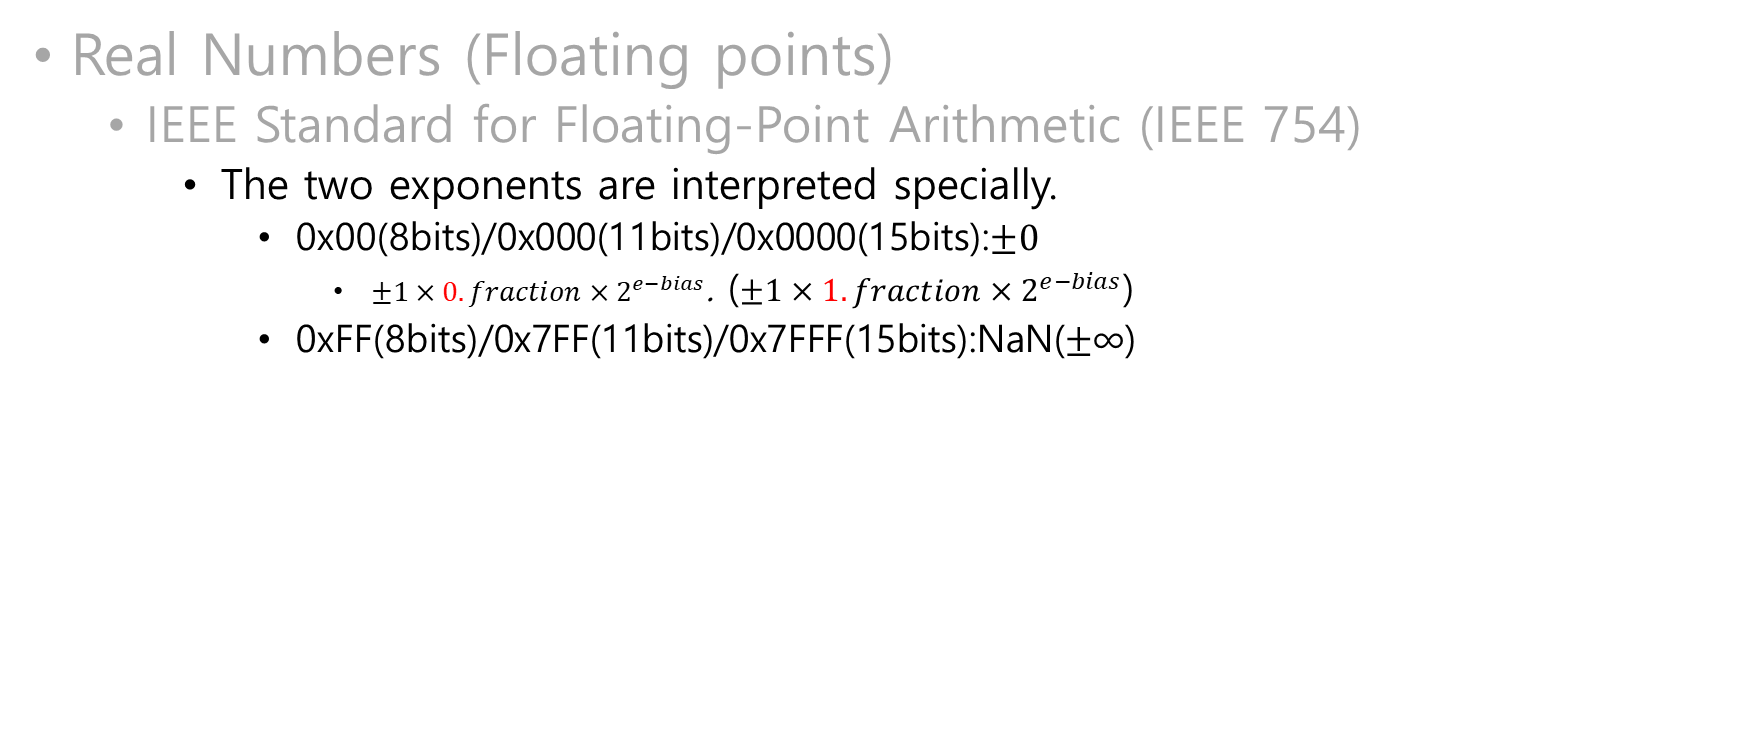 • Real Numbers (Floating points)
• IEEE Standard for Floating-Point Arithmetic (IEEE 754)
• The two exponents are interpreted specially.
• 0x00(8bits)/0x000(11bits)/0x0000(15bits):±0
• ±1 × 0. fraction × 2^{e−bias}. (±1 × 1. fraction × 2^{e−bias})
• 0xFF(8bits)/0x7FF(11bits)/0x7FFF(15bits):NaN(±∞)